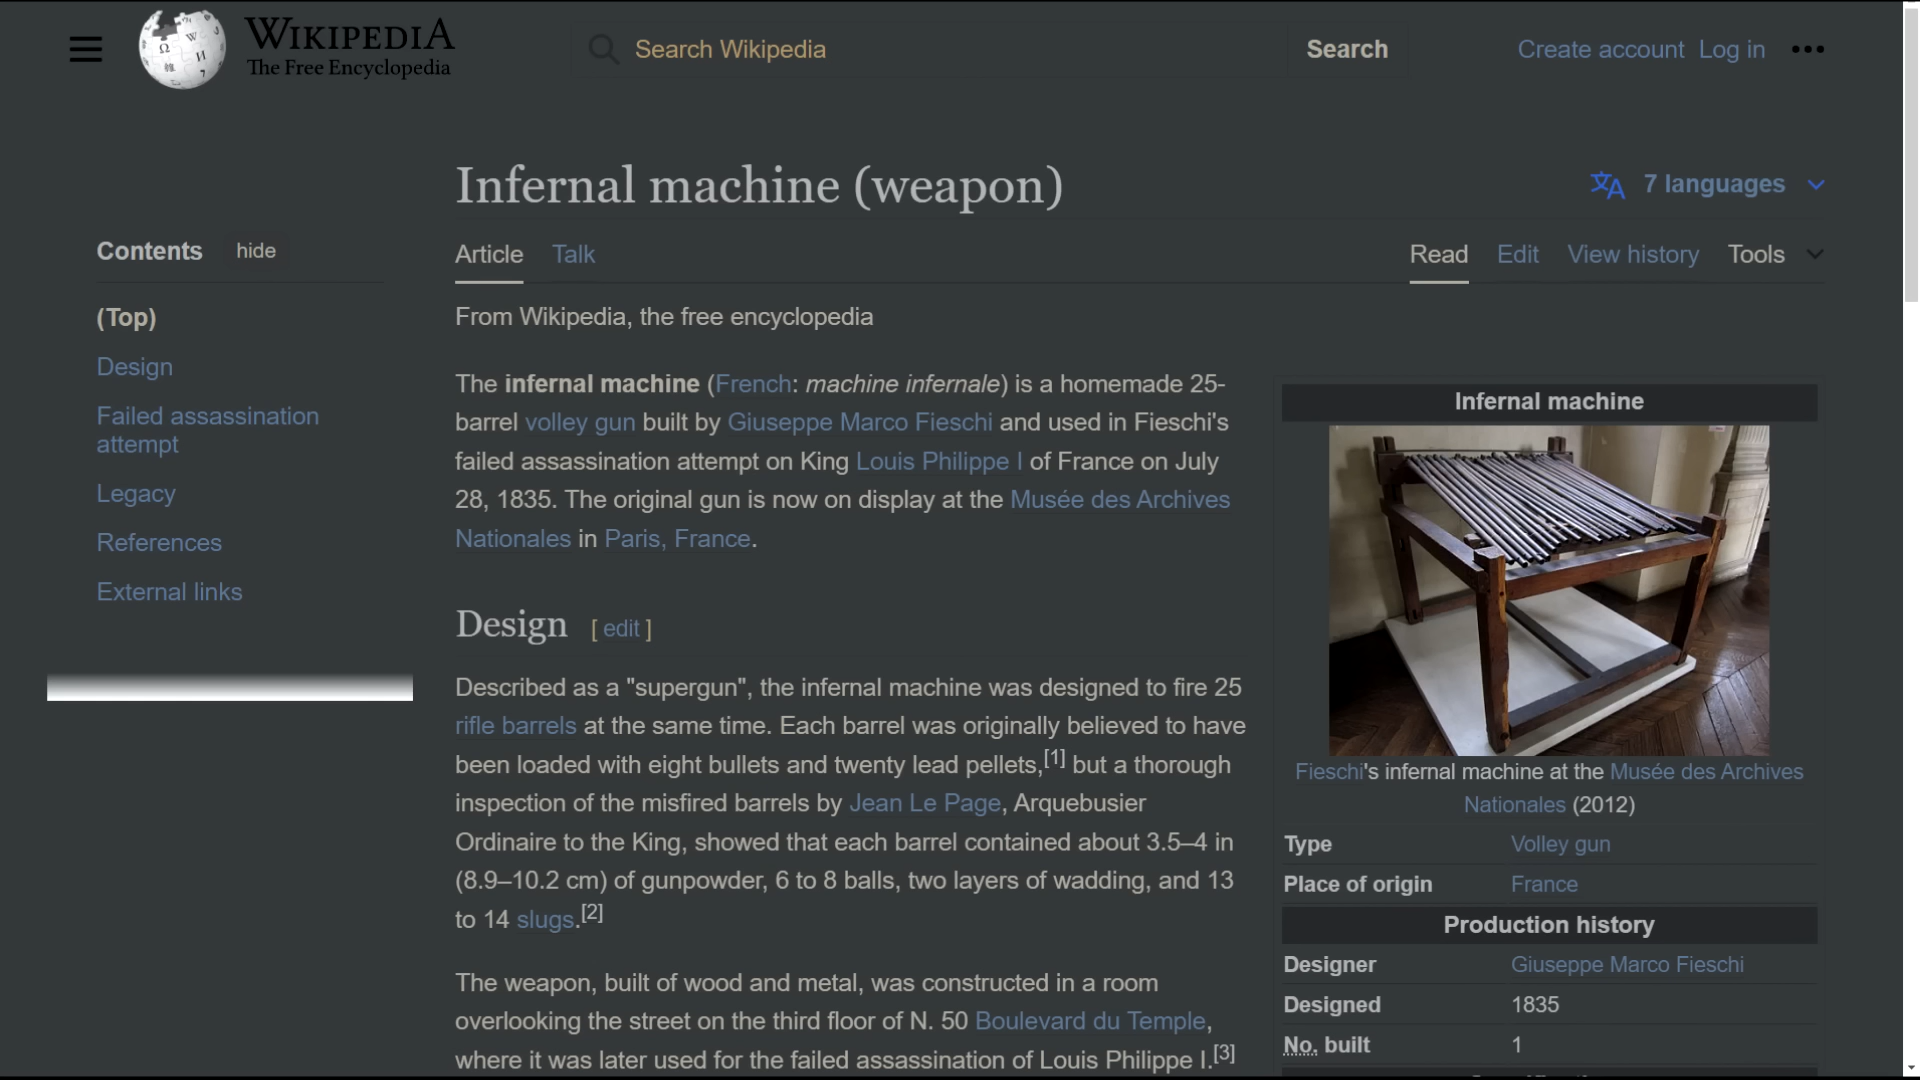 WIKIPEDIA
The Free Encyclopedia
Search Wikipedia
Search
Create account Log in
Infernal machine (weapon)
7 languages
Contents hide
Article Talk
Read Edit View history Tools
(Top)
Design
Failed assassination
attempt
Legacy
References
External links
From Wikipedia, the free encyclopedia
The infernal machine (French: machine infernale) is a homemade 25-
barrel volley gun built by Giuseppe Marco Fieschi and used in Fieschi's
failed assassination attempt on King Louis Philippe I of France on July
28, 1835. The original gun is now on display at the Musée des Archives
Nationales in Paris, France.
Design [ edit ]
Described as a "supergun", the infernal machine was designed to fire 25
rifle barrels at the same time. Each barrel was originally believed to have
been loaded with eight bullets and twenty lead pellets,[1] but a thorough
inspection of the misfired barrels by Jean Le Page, Arquebusier
Ordinaire to the King, showed that each barrel contained about 3.5–4 in
(8.9–10.2 cm) of gunpowder, 6 to 8 balls, two layers of wadding, and 13
to 14 slugs.[2]
The weapon, built of wood and metal, was constructed in a room
overlooking the street on the third floor of N. 50 Boulevard du Temple,
where it was later used for the failed assassination of Louis Philippe I.[3]
Infernal machine
Fieschi's infernal machine at the Musée des Archives
Nationales (2012)
Type Volley gun
Place of origin France
Production history
Designer Giuseppe Marco Fieschi
Designed 1835
No. built 1